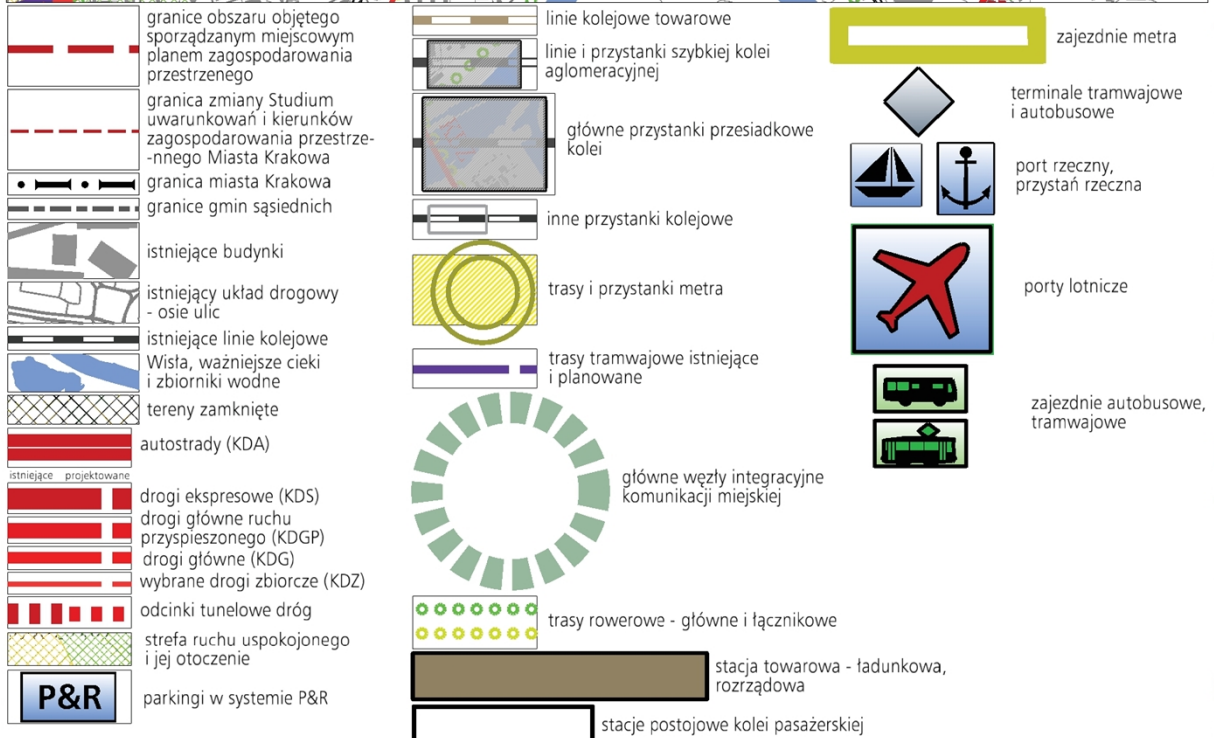 granice obszaru objętego
sporządzanym miejscowym
planem zagospodarowania
przestrzenego
granica zmiany Studium
uwarunkowań i kierunków
zagospodarowania przestrze-
-nnego Miasta Krakowa
granica miasta Krakowa
granice gmin sąsiednich
istniejące budynki
istniejący układ drogowy
- osie ulic
istniejące linie kolejowe
Wisła, ważniejsze cieki
i zbiorniki wodne
tereny zamknięte
autostrady (KDA)
istniejące projektowane
drogi ekspresowe (KDS)
drogi główne ruchu
przyspieszonego (KDGP)
drogi główne (KDG)
wybrane drogi zbiorcze (KDZ)
odcinki tunelowe dróg
strefa ruchu uspokojonego
i jej otoczenie
P&R
parkingi w systemie P&R
linie kolejowe towarowe
linie i przystanki szybkiej kolei
aglomeracyjnej
główne przystanki przesiadkowe
kolei
inne przystanki kolejowe
trasy i przystanki metra
trasy tramwajowe istniejące
i planowane
główne węzły integracyjne
komunikacji miejskiej
trasy rowerowe - główne i łącznikowe
stacja towarowa - ładunkowa,
rozrządowa
stacje postojowe kolei pasażerskiej
zajezdnie metra
terminale tramwajowe
i autobusowe
port rzeczny,
przystań rzeczna
porty lotnicze
zajezdnie autobusowe,
tramwajowe